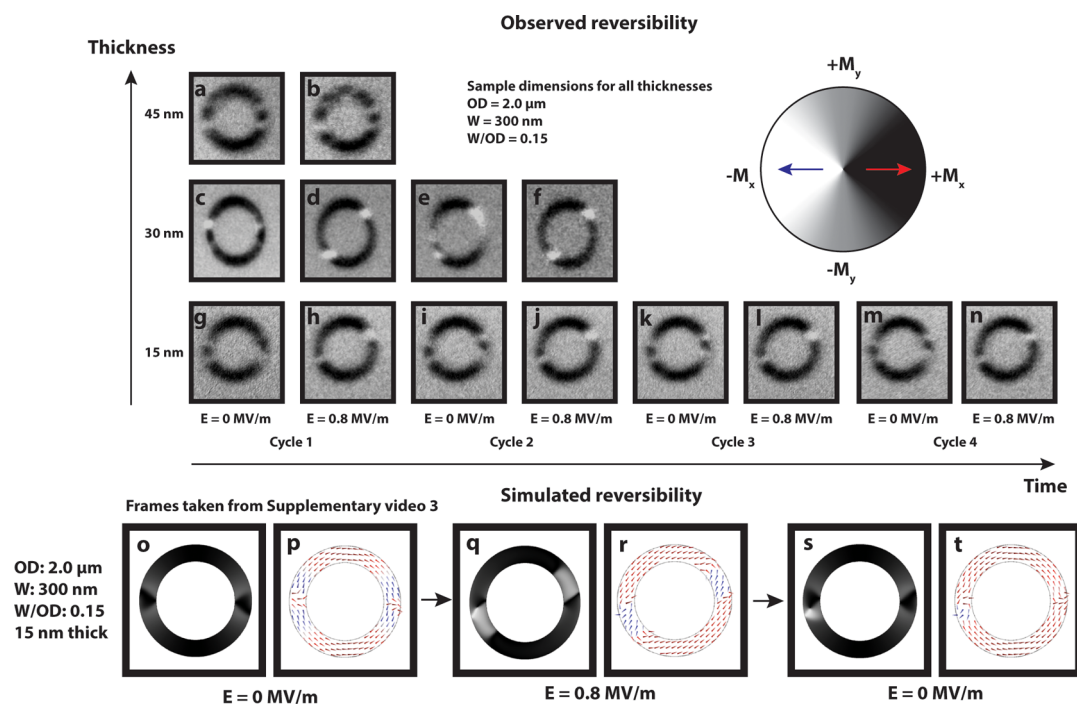 Observed reversibility
Thickness
45 nm
a
b
Sample dimensions for all thicknesses
OD = 2.0 µm
W = 300 nm
W/OD = 0.15
+My
-Mx
+Mx
-My
30 nm
c
d
e
f
15 nm
g
h
i
j
k
l
m
n
E = 0 MV/m
E = 0.8 MV/m
E = 0 MV/m
E = 0.8 MV/m
E = 0 MV/m
E = 0.8 MV/m
E = 0 MV/m
E = 0.8 MV/m
Cycle 1
Cycle 2
Cycle 3
Cycle 4
Time
Simulated reversibility
Frames taken from Supplementary video 3
OD: 2.0 µm
W: 300 nm
W/OD: 0.15
15 nm thick
o
p
q
r
s
t
E = 0 MV/m
E = 0.8 MV/m
E = 0 MV/m